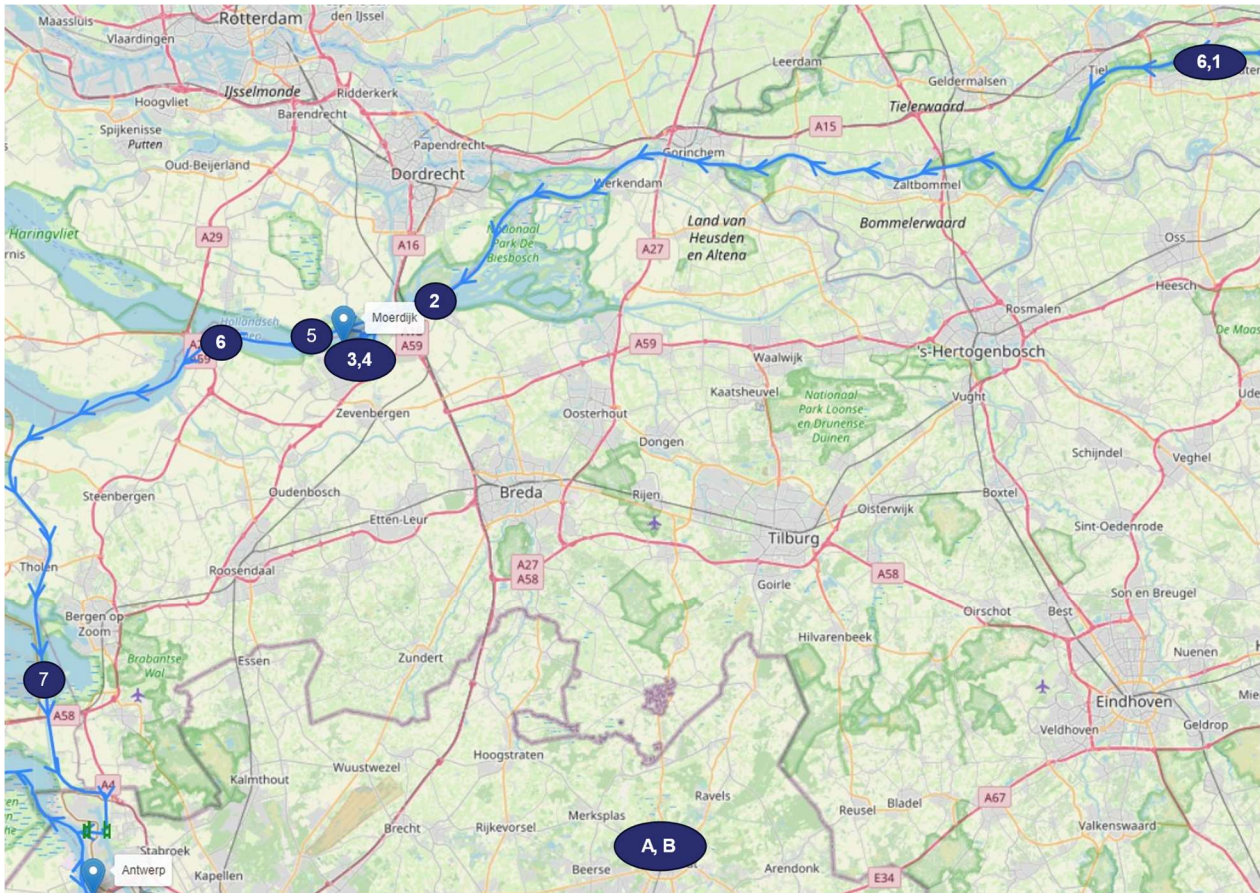 Maassluis
Rotterdam
den IJssel
Vlaardingen
Leerdam
6,1
Tiel
Geldermalsen
Hoogvliet
IJsselmonde
Ridderkerk
Barendrecht
Tielerwaard
Spijkenisse
Putten
A15
Papendrecht
Gorinchem
Oud-Beijerland
Dordrecht
Werkendam
Zaltbommel
Haringvliet
A29
A16
Nationaal
Park De
Biesbosch
Land van
Heusden
en Altena
A27
Bommelerwaard
Oss
Heesch
2
Rosmalen
Moerdijk
Hollandsch
6
5
3,4
A59
A59
A59
Waalwijk
's-Hertogenbosch
De Maas
Zevenbergen
Oosterhout
Kaatsheuvel
Nationaal
Park Loonse
en Drunense
Duinen
Vught
Dongen
Schijndel
Veghel
Steenbergen
Oudenbosch
Breda
Rijen
Boxtel
Etten-Leur
Oisterwijk
Sint-Oedenrode
Tilburg
Tholen
Roosendaal
A27
A58
Goirle
A58
Son en Breugel
Bergen op
Zoom
Oirschot
Best
Hilvarenbeek
Brabantse
Wal
Essen
Zundert
Nuenen
7
A58
Eindhoven
Veldhoven
Geldrop
Hoogstraten
Wuustwezel
Kalmthout
A4
Ravels
Reusel
Bladel
A67
Merksplas
Brecht
Rijkevorsel
Valkenswaard
A, B
Stabroek
Antwerp
Kapellen
Beerse
Arendonk
E34